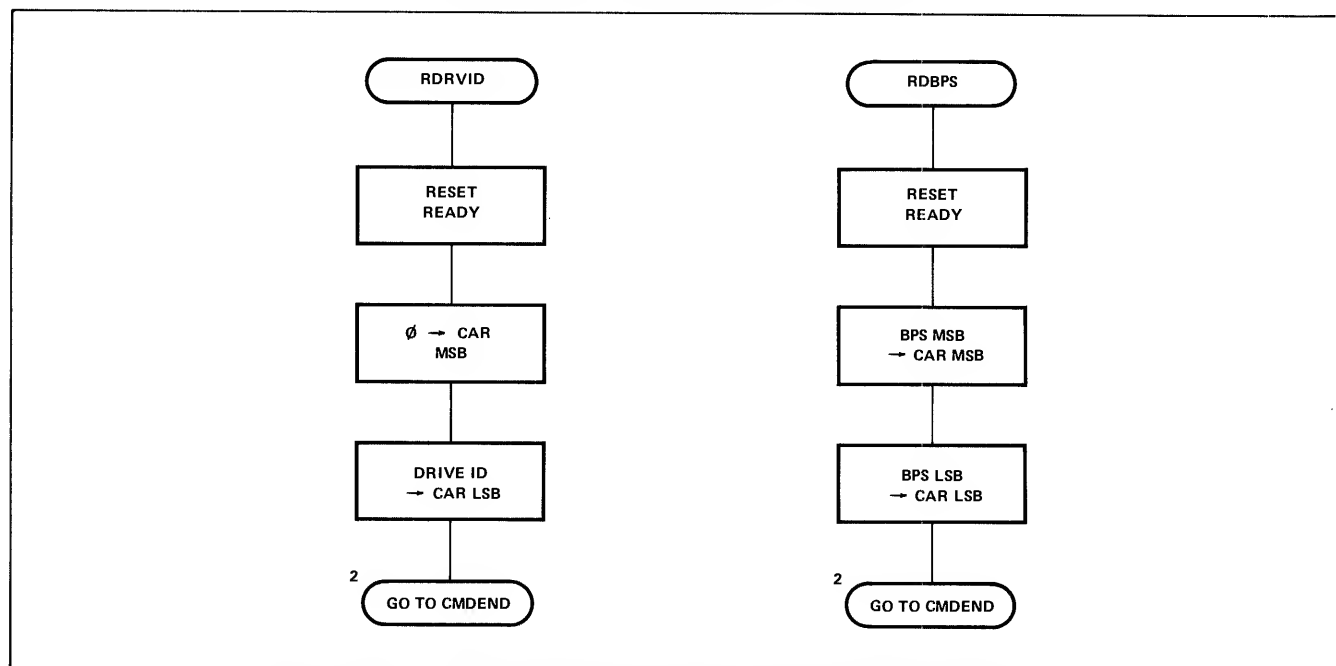 RDRVID
RESET
READY
Ø → CAR
MSB
DRIVE ID
→ CAR LSB
2
GO TO CMDEND
RDBPS
RESET
READY
BPS MSB
→ CAR MSB
BPS LSB
→ CAR LSB
2
GO TO CMDEND